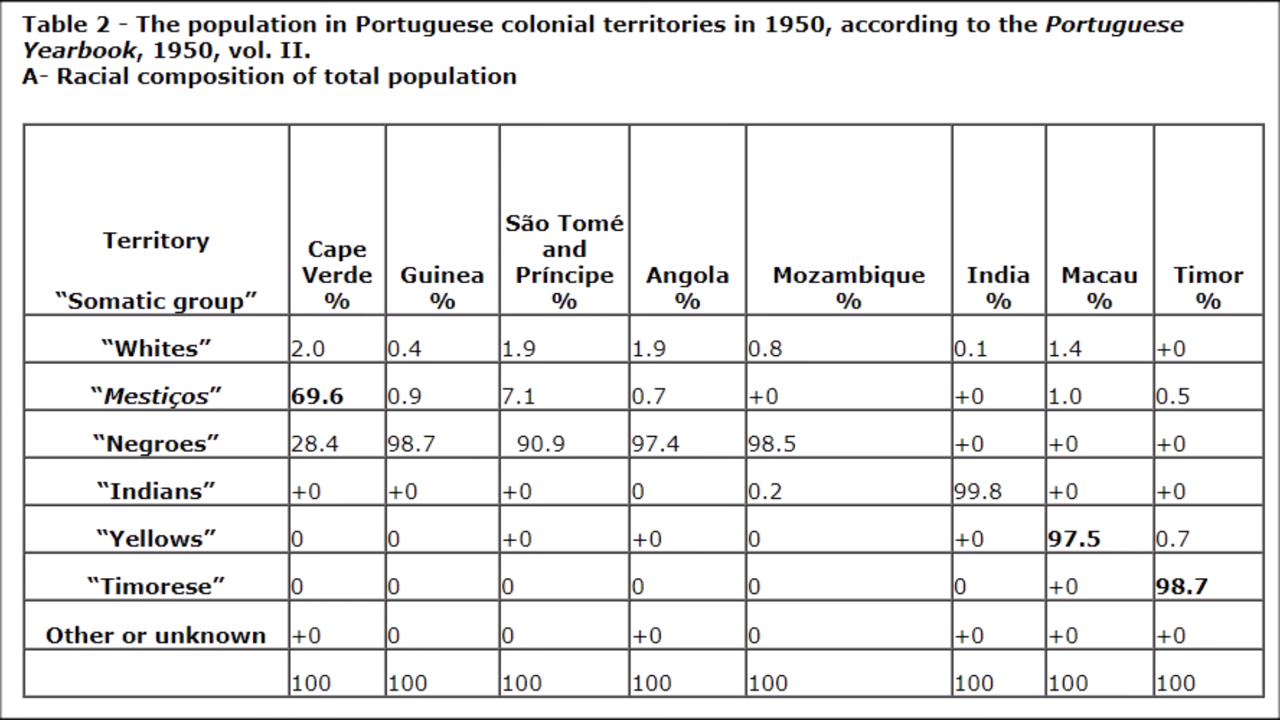 Table 2 - The population in Portuguese colonial territories in 1950, according to the Portuguese
Yearbook, 1950, vol. II.
A- Racial composition of total population
Territory
“Somatic group”
Cape Verde %
Guinea %
São Tomé and Príncipe %
Angola %
Mozambique %
India %
Macau %
Timor %
“Whites” 2.0 0.4 1.9 1.9 0.8 0.1 1.4 +0
“Mestiços” 69.6 0.9 7.1 0.7 +0 +0 1.0 0.5
“Negroes” 28.4 98.7 90.9 97.4 98.5 +0 +0 +0
“Indians” +0 +0 +0 0 0.2 99.8 +0 +0
“Yellows” 0 0 +0 +0 0 +0 97.5 0.7
“Timorese” 0 0 0 0 0 0 +0 98.7
Other or unknown +0 0 0 +0 0 +0 +0 +0
100 100 100 100 100 100 100 100